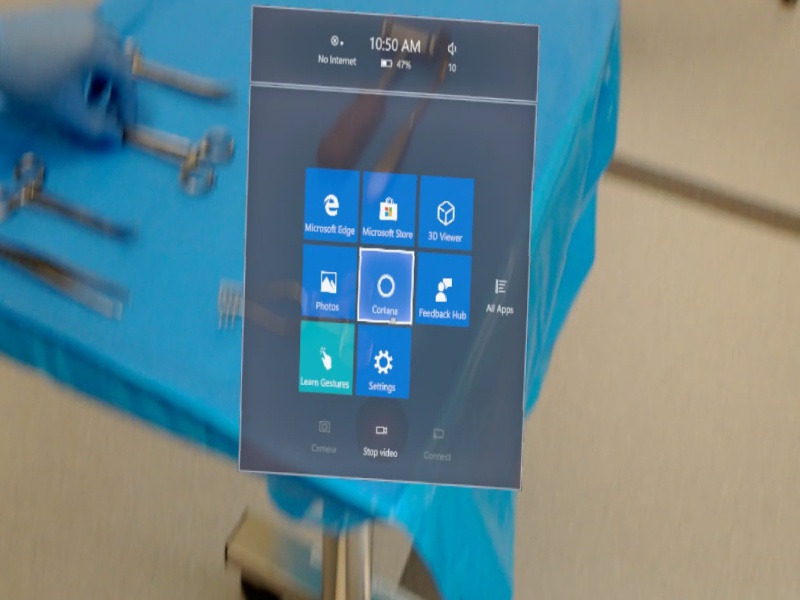 10:50 AM
No Internet
47%
10
Microsoft Edge
Microsoft Store
3D Viewer
Photos
Cortana
Feedback Hub
All Apps
Learn Gestures
Settings
Camera
Stop video
Connect